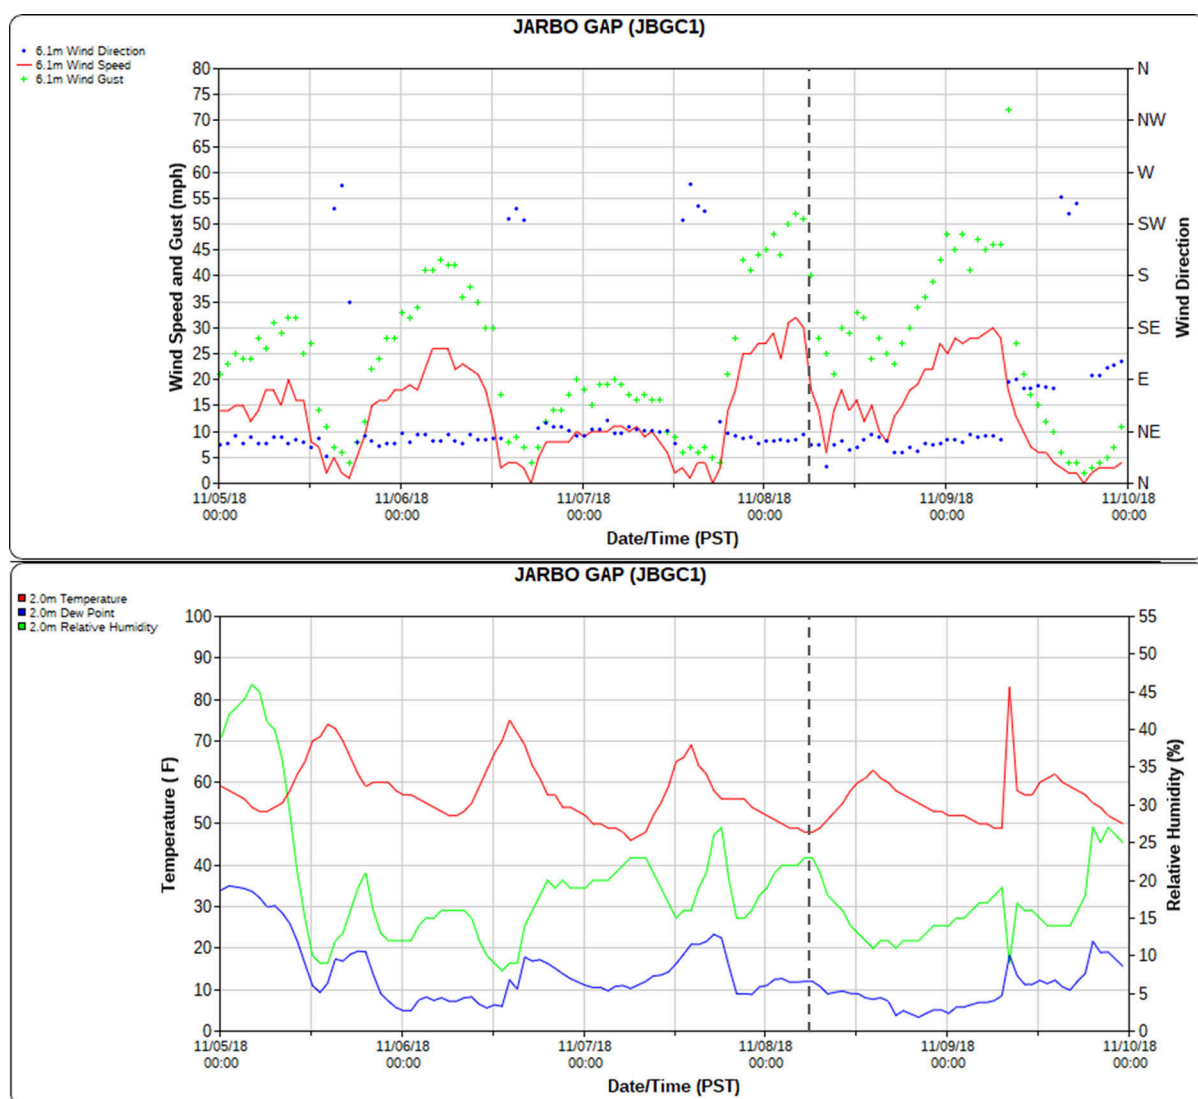 JARBO GAP (JBGC1)
6.1m Wind Direction
6.1m Wind Speed
6.1m Wind Gust
Wind Speed and Gust (mph)
80
75
70
65
60
55
50
45
40
35
30
25
20
15
10
5
0
N
NW
W
SW
S
SE
E
NE
N
Wind Direction
11/05/18 11/06/18 11/07/18 11/08/18 11/09/18 11/10/18
00:00 00:00 00:00 00:00 00:00 00:00
Date/Time (PST)
JARBO GAP (JBGC1)
2.0m Temperature
2.0m Dew Point
2.0m Relative Humidity
Temperature ( F)
100
90
80
70
60
50
40
30
20
10
0
55
50
45
40
35
30
25
20
15
10
5
0
Relative Humidity (%)
11/05/18 11/06/18 11/07/18 11/08/18 11/09/18 11/10/18
00:00 00:00 00:00 00:00 00:00 00:00
Date/Time (PST)